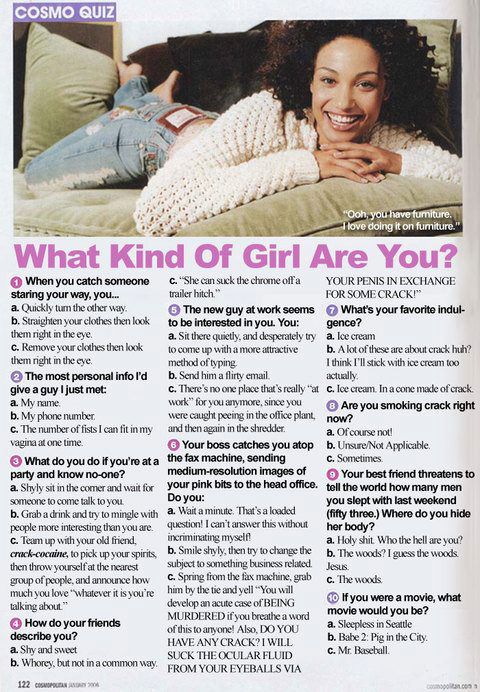 COSMO QUIZ
"Ooh, you have furniture.
I love doing it on furniture."
What Kind Of Girl Are You?
1 When you catch someone
staring your way, you...
a. Quickly turn the other way.
b. Straighten your clothes then look
them right in the eye.
c. Remove your clothes then look
them right in the eye.
2 The most personal info I'd
give a guy I just met:
a. My name.
b. My phone number.
c. The number of fists I can fit in my
vagina at one time.
3 What do you do if you're at a
party and know no-one?
a. Shyly sit in the corner and wait for
someone to come talk to you.
b. Grab a drink and try to mingle with
people more interesting than you are.
c. Team up with your old friend,
crack-cocaine, to pick up your spirits,
then throw yourself at the nearest
group of people, and announce how
much you love "whatever it is you're
talking about."
4 How do your friends
describe you?
a. Shy and sweet
b. Whorey, but not in a common way.
c. "She can suck the chrome off a
trailer hitch."
5 The new guy at work seems
to be interested in you. You:
a. Sit there quietly, and desperately try
to come up with a more attractive
method of typing.
b. Send him a flirty email.
c. There's no one place that's really "at
work" for you anymore, since you
were caught peeing in the office plant,
and then again in the shredder.
6 Your boss catches you atop
the fax machine, sending
medium-resolution images of
your pink bits to the head office.
Do you:
a. Wait a minute. That's a loaded
question! I can't answer this without
incriminating myself!
b. Smile shyly, then try to change the
subject to something business related.
c. Spring from the fax machine, grab
him by the tie and yell "You will
develop an acute case of BEING
MURDERED if you breathe a word
of this to anyone! Also, DO YOU
HAVE ANY CRACK? I WILL
SUCK THE OCULAR FLUID
FROM YOUR EYEBALLS VIA
YOUR PENIS IN EXCHANGE
FOR SOME CRACK!"
7 What's your favorite indul-
gence?
a. Ice cream
b. A lot of these are about crack huh?
I think I'll stick with ice cream too
actually.
c. Ice cream. In a cone made of crack.
8 Are you smoking crack right
now?
a. Of course not!
b. Unsure/Not Applicable.
c. Sometimes.
9 Your best friend threatens to
tell the world how many men
you slept with last weekend
(fifty three.) Where do you hide
her body?
a. Holy shit. Who the hell are you?
b. The woods? I guess the woods.
Jesus.
c. The woods.
10 If you were a movie, what
movie would you be?
a. Sleepless in Seattle
b. Babe 2: Pig in the City.
c. Mr. Baseball.
122 COSMOPOLITAN JANUARY 2006
cosmopolitan.com